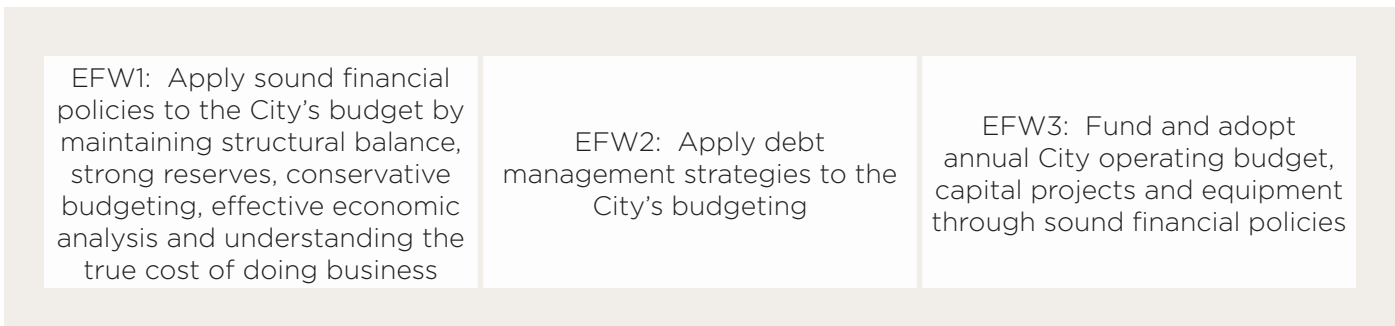 EFW1:  Apply sound financial
policies to the City’s budget by
maintaining structural balance,
strong reserves, conservative
budgeting, effective economic
analysis and understanding the
true cost of doing business
EFW2:  Apply debt
management strategies to the
City’s budgeting
EFW3:  Fund and adopt
annual City operating budget,
capital projects and equipment
through sound financial policies